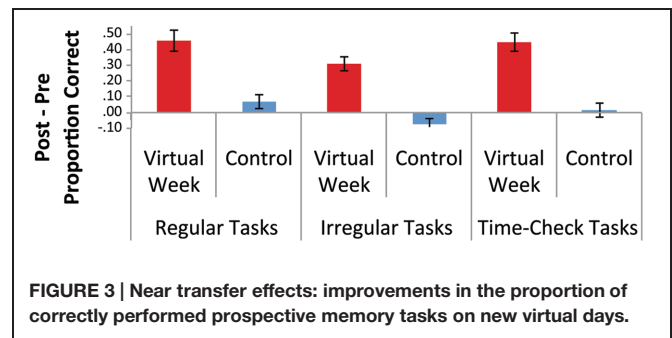 Post - Pre
Proportion Correct
.50
.40
.30
.20
.10
.00
-.10
Virtual Week
Control
Virtual Week
Control
Virtual Week
Control
Regular Tasks
Irregular Tasks
Time-Check Tasks
FIGURE 3 | Near transfer effects: improvements in the proportion of
correctly performed prospective memory tasks on new virtual days.